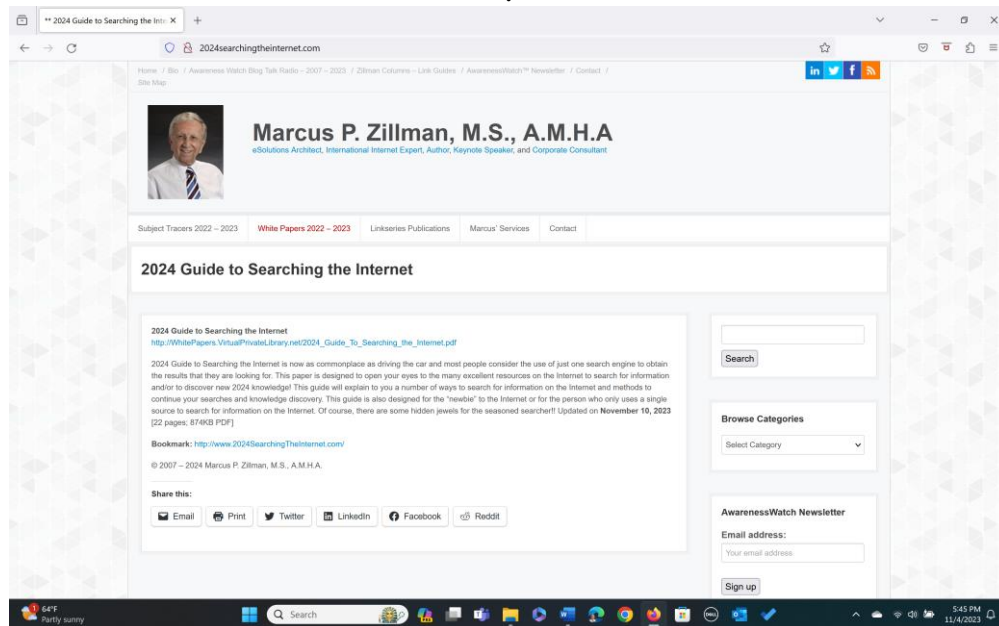 ** 2024 Guide to Searching the Inte
2024searchingtheinternet.com
Home / Bio / Awareness Watch Blog Talk Radio – 2007 – 2023 / Zillman Columns – Link Guides / AwarenessWatch™ Newsletter / Contact /
Site Map
Marcus P. Zillman, M.S., A.M.H.A
eSolutions Architect, International Internet Expert, Author, Keynote Speaker, and Corporate Consultant
Subject Tracers 2022 – 2023 White Papers 2022 – 2023 Linkseries Publications Marcus' Services Contact
2024 Guide to Searching the Internet
2024 Guide to Searching the Internet
http://WhitePapers.VirtualPrivateLibrary.net/2024_Guide_To_Searching_the_Internet.pdf
2024 Guide to Searching the Internet is now as commonplace as driving the car and most people consider the use of just one search engine to obtain
the results that they are looking for. This paper is designed to open your eyes to the many excellent resources on the Internet to search for information
and/or to discover new 2024 knowledge! This guide will explain to you a number of ways to search for information on the Internet and methods to
continue your searches and knowledge discovery. This guide is also designed for the "newbie" to the Internet or for the person who only uses a single
source to search for information on the Internet. Of course, there are some hidden jewels for the seasoned searcher!! Updated on November 10, 2023
[22 pages; 874KB PDF]
Bookmark: http://www.2024SearchingTheInternet.com/
© 2007 – 2024 Marcus P. Zillman, M.S., A.M.H.A.
Share this:
Email Print Twitter LinkedIn Facebook Reddit
Search
Browse Categories
Select Category
AwarenessWatch Newsletter
Email address:
Your email address
Sign up
1
64°F
Partly sunny
Search
5:45 PM
11/4/2023